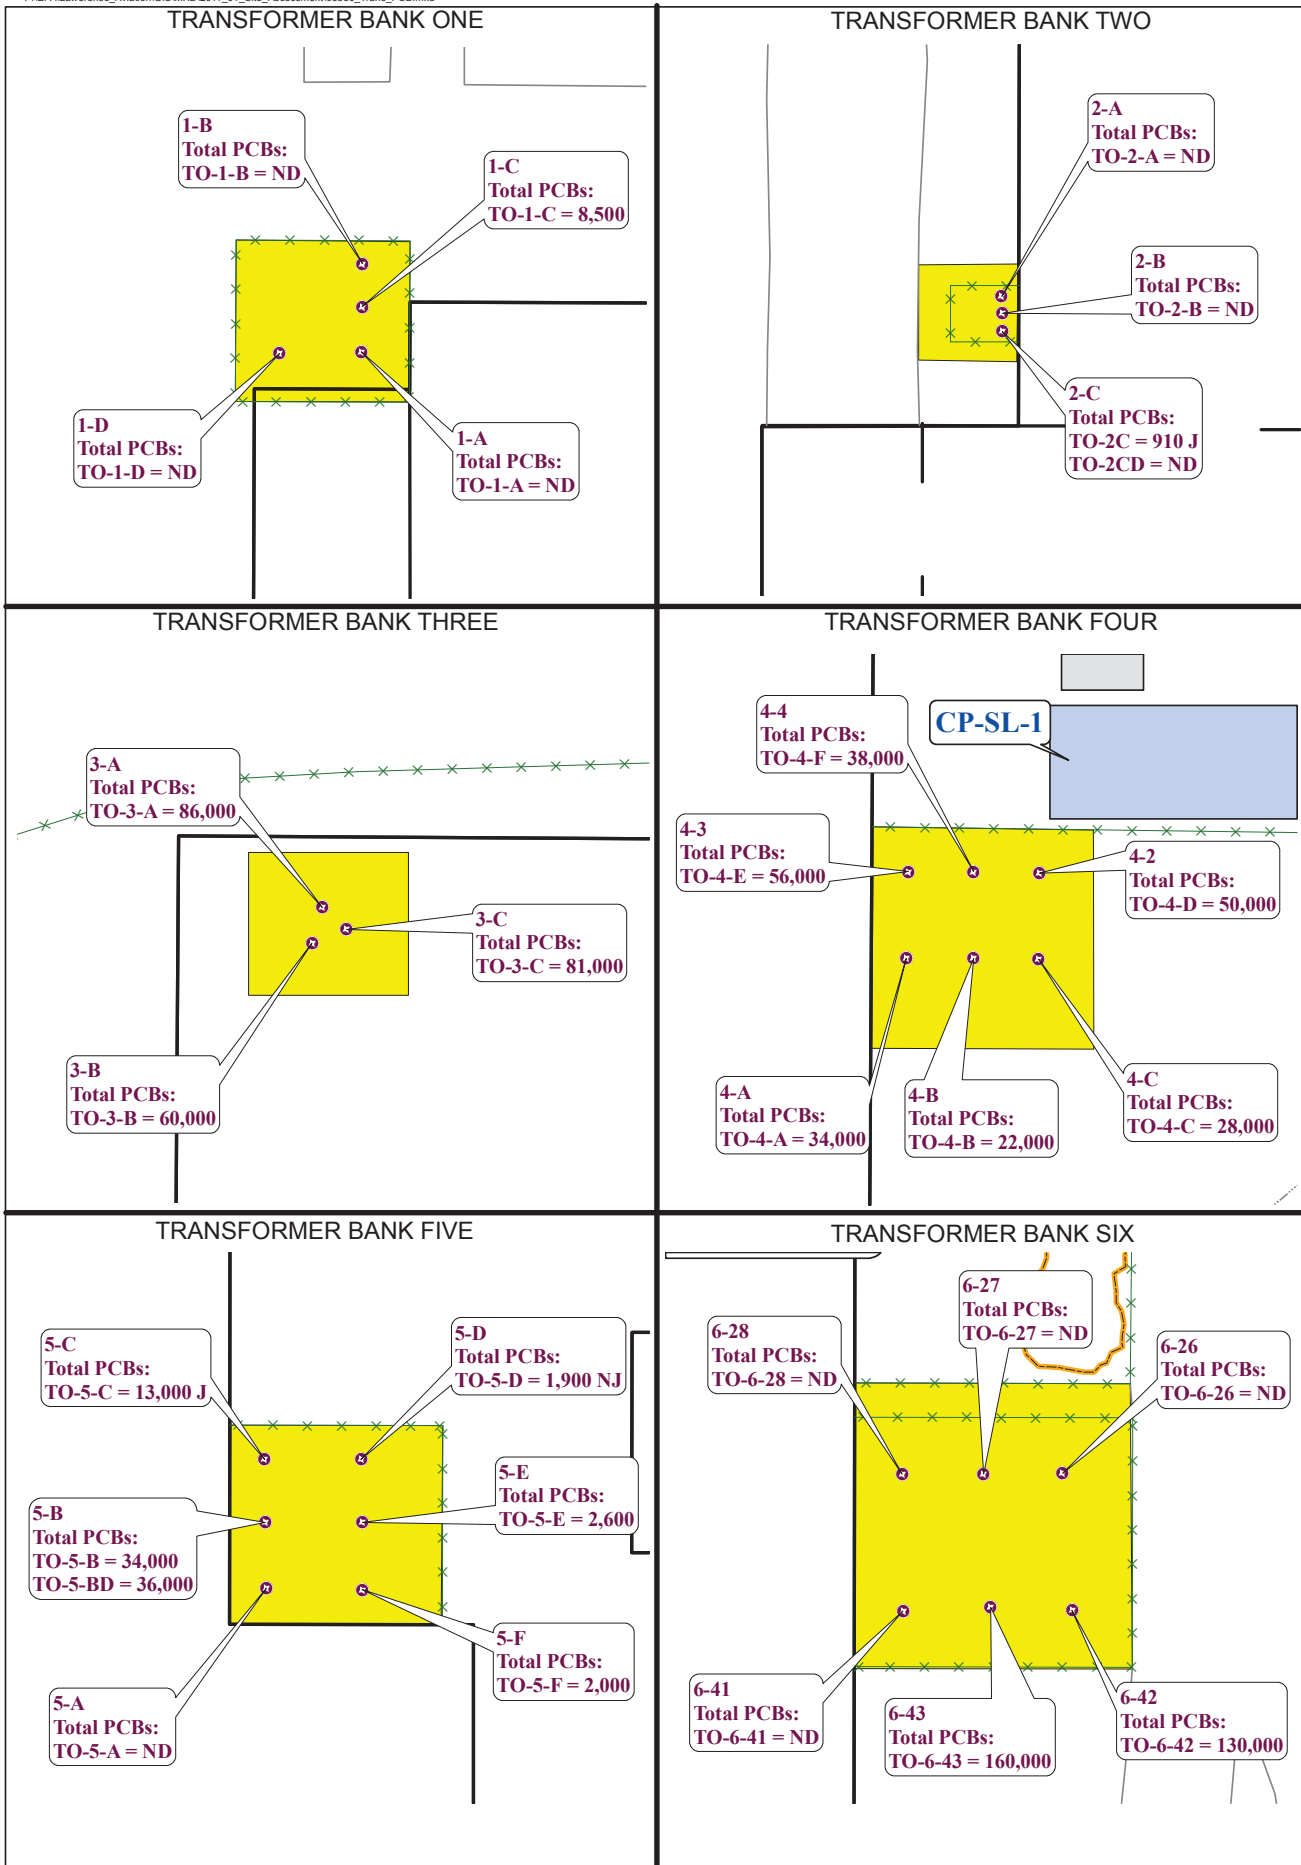 TRANSFORMER BANK ONE
1-B
Total PCBs:
TO-1-B = ND
1-C
Total PCBs:
TO-1-C = 8,500
1-D
Total PCBs:
TO-1-D = ND
1-A
Total PCBs:
TO-1-A = ND
TRANSFORMER BANK TWO
2-A
Total PCBs:
TO-2-A = ND
2-B
Total PCBs:
TO-2-B = ND
2-C
Total PCBs:
TO-2C = 910 J
TO-2CD = ND
TRANSFORMER BANK THREE
3-A
Total PCBs:
TO-3-A = 86,000
3-C
Total PCBs:
TO-3-C = 81,000
3-B
Total PCBs:
TO-3-B = 60,000
TRANSFORMER BANK FOUR
4-4
Total PCBs:
TO-4-F = 38,000
CP-SL-1
4-3
Total PCBs:
TO-4-E = 56,000
4-2
Total PCBs:
TO-4-D = 50,000
4-A
Total PCBs:
TO-4-A = 34,000
4-B
Total PCBs:
TO-4-B = 22,000
4-C
Total PCBs:
TO-4-C = 28,000
TRANSFORMER BANK FIVE
5-C
Total PCBs:
TO-5-C = 13,000 J
5-D
Total PCBs:
TO-5-D = 1,900 NJ
5-E
Total PCBs:
TO-5-E = 2,600
5-B
Total PCBs:
TO-5-B = 34,000
TO-5-BD = 36,000
5-F
Total PCBs:
TO-5-F = 2,000
5-A
Total PCBs:
TO-5-A = ND
TRANSFORMER BANK SIX
6-27
Total PCBs:
TO-6-27 = ND
6-28
Total PCBs:
TO-6-28 = ND
6-26
Total PCBs:
TO-6-26 = ND
6-41
Total PCBs:
TO-6-41 = ND
6-43
Total PCBs:
TO-6-43 = 160,000
6-42
Total PCBs:
TO-6-42 = 130,000